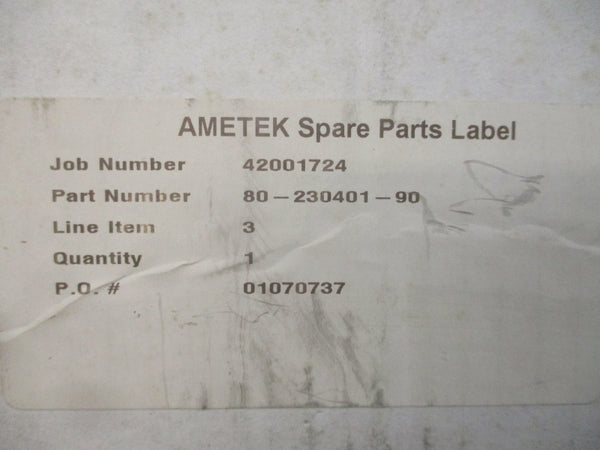 AMETEK Spare Parts Label
Job Number 42001724
Part Number 80-230401-90
Line Item 3
Quantity 1
P.O. # 01070737